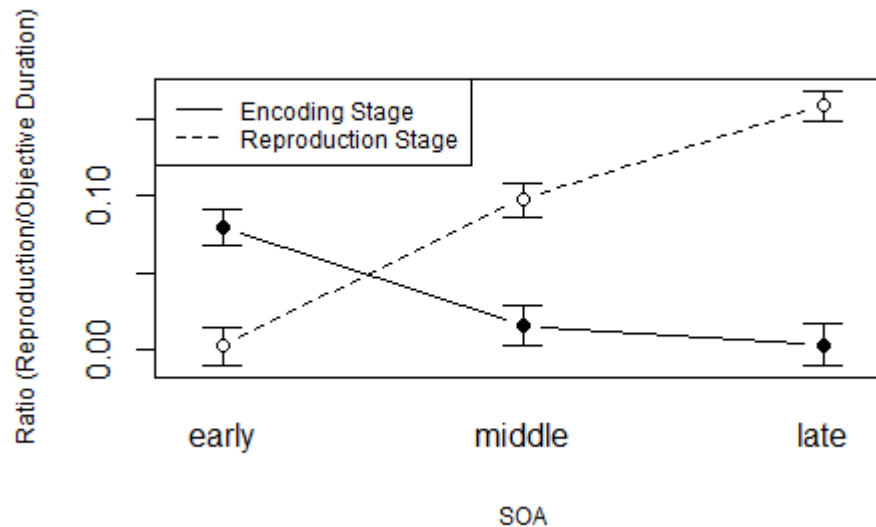 Ratio (Reproduction/Objective Duration)
0.10
0.00
Encoding Stage
Reproduction Stage
early middle late
SOA